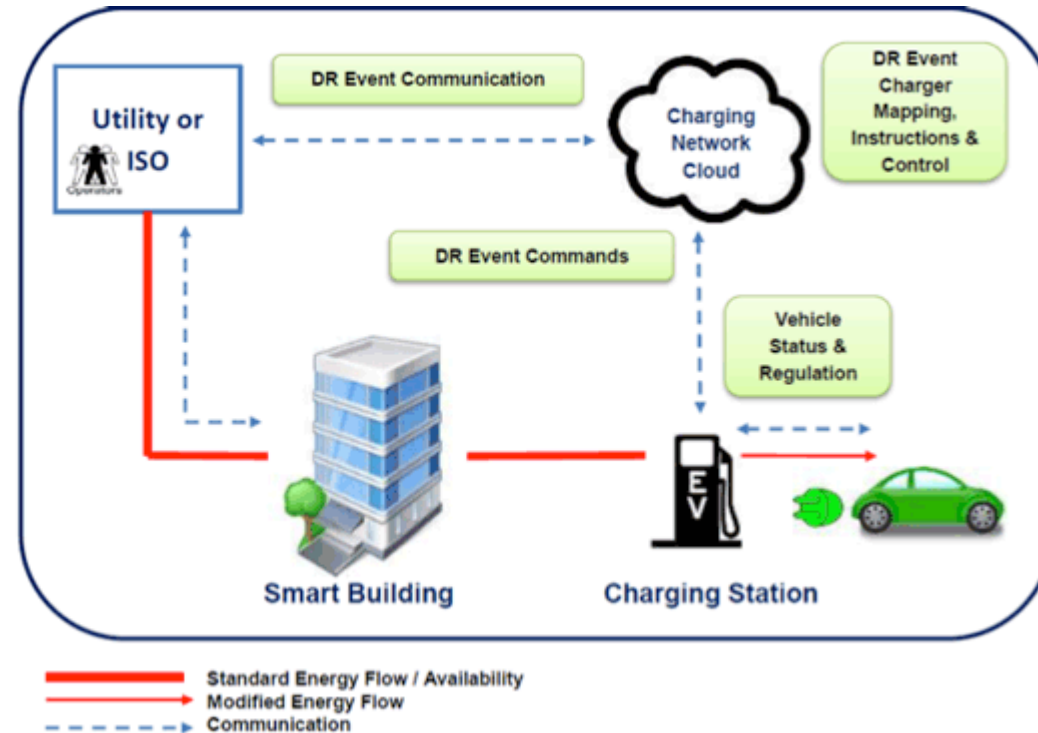 DR Event Communication
Utility or
ISO
Operators
Charging
Network
Cloud
DR Event
Charger
Mapping,
Instructions &
Control
DR Event Commands
Vehicle
Status &
Regulation
EV
Smart Building
Charging Station
Standard Energy Flow / Availability
Modified Energy Flow
Communication